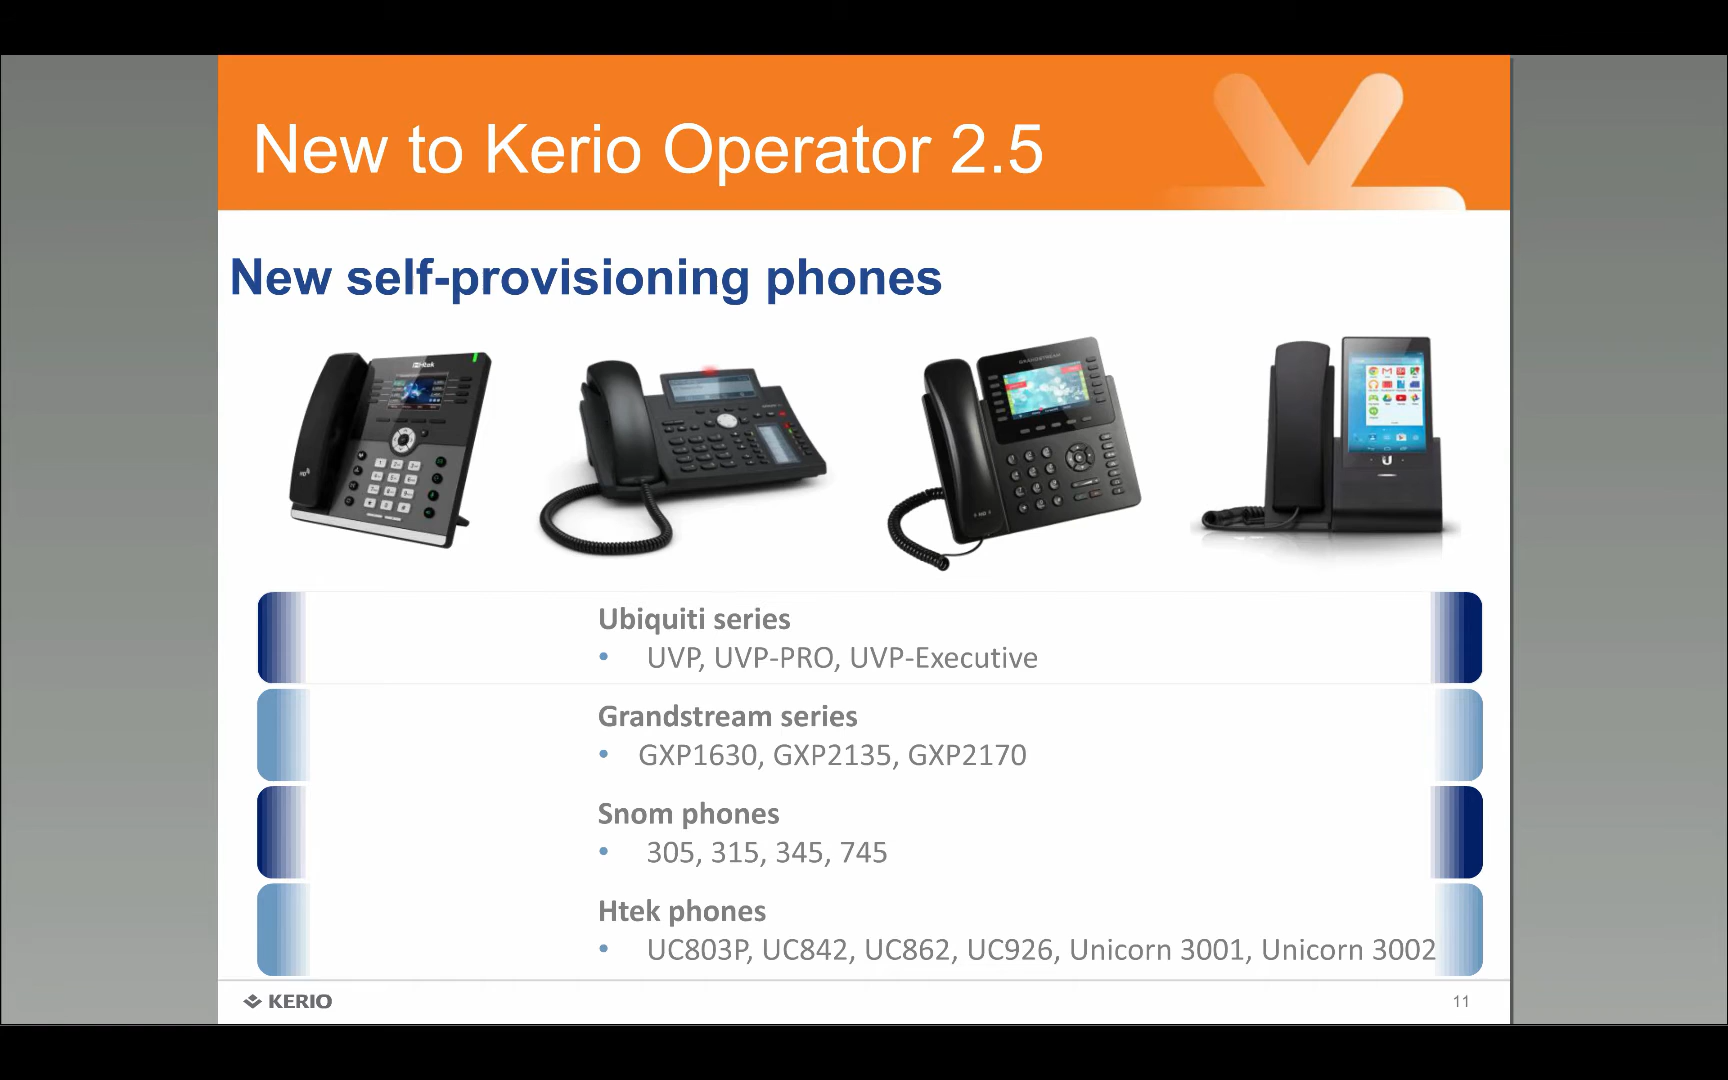 New to Kerio Operator 2.5
New self-provisioning phones
Htek
GRANDSTREAM
Ubiquiti series
• UVP, UVP-PRO, UVP-Executive
Grandstream series
• GXP1630, GXP2135, GXP2170
Snom phones
• 305, 315, 345, 745
Htek phones
• UC803P, UC842, UC862, UC926, Unicorn 3001, Unicorn 3002
KERIO
11